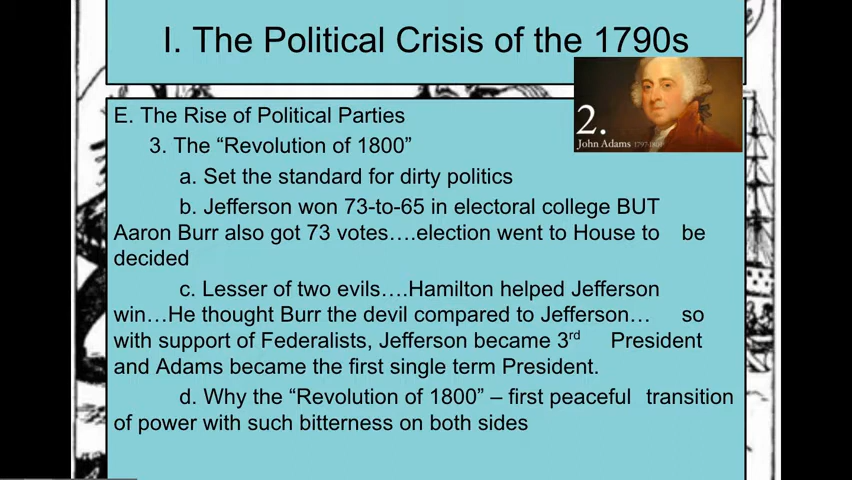 I. The Political Crisis of the 1790s
2.
John Adams 1797-1801
E. The Rise of Political Parties
3. The “Revolution of 1800”
a. Set the standard for dirty politics
b. Jefferson won 73-to-65 in electoral college BUT
Aaron Burr also got 73 votes….election went to House to be
decided
c. Lesser of two evils….Hamilton helped Jefferson
win…He thought Burr the devil compared to Jefferson… so
with support of Federalists, Jefferson became 3rd President
and Adams became the first single term President.
d. Why the “Revolution of 1800” – first peaceful transition
of power with such bitterness on both sides